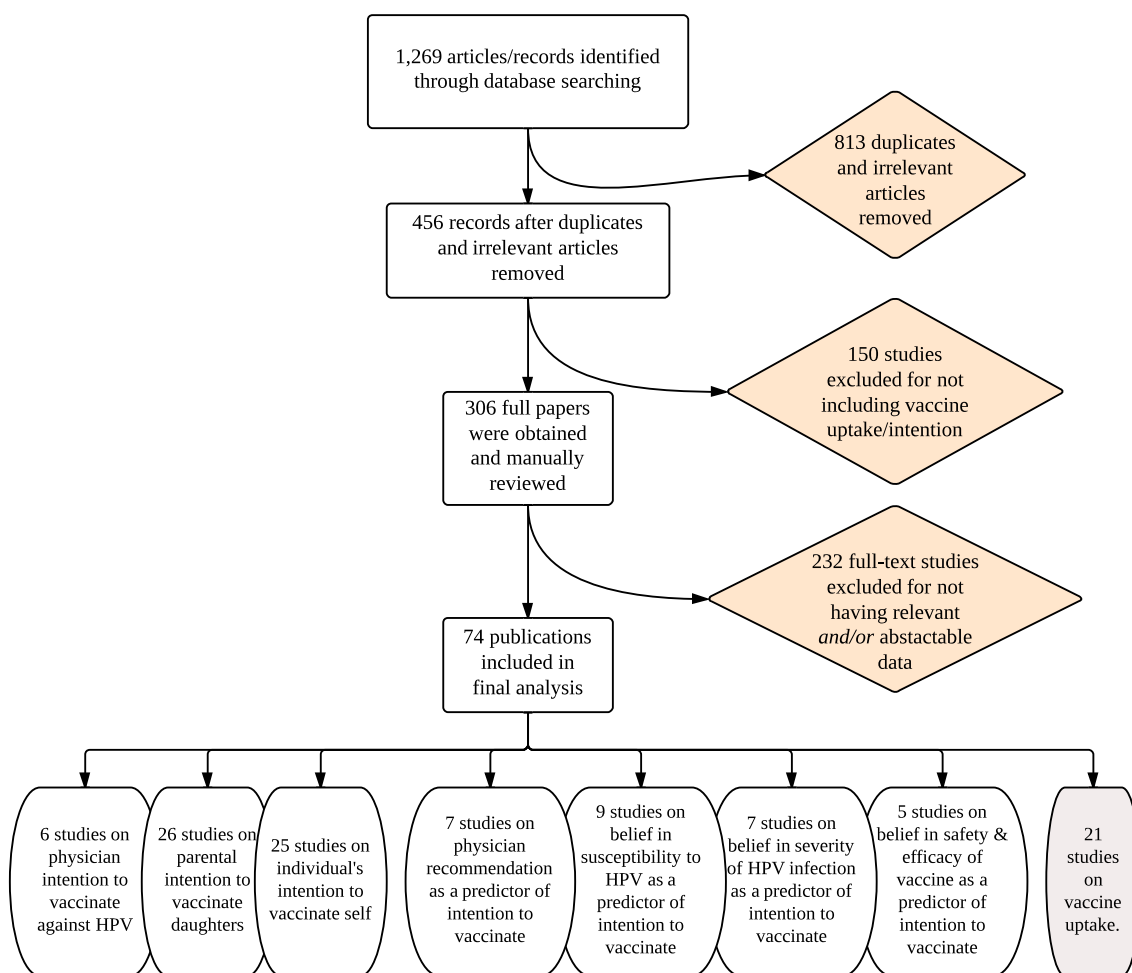 1,269 articles/records identified
through database searching
813 duplicates
and irrelevant
articles
removed
456 records after duplicates
and irrelevant articles
removed
150 studies
excluded for not
including vaccine
uptake/intention
306 full papers
were obtained
and manually
reviewed
232 full-text studies
excluded for not
having relevant
and/or abstactable
data
74 publications
included in
final analysis
6 studies on
physician
intention to
vaccinate
against HPV
26 studies on
parental
intention to
vaccinate
daughters
25 studies on
individual's
intention to
vaccinate self
7 studies on
physician
recommendation
as a predictor of
intention to
vaccinate
9 studies on
belief in
susceptibility to
HPV as a
predictor of
intention to
vaccinate
7 studies on
belief in severity
of HPV infection
as a predictor of
intention to
vaccinate
5 studies on
belief in safety &
efficacy of
vaccine as a
predictor of
intention to
vaccinate
21
studies
on
vaccine
uptake.